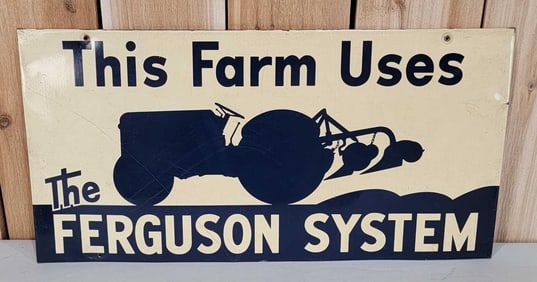 This Farm Uses
The
FERGUSON SYSTEM